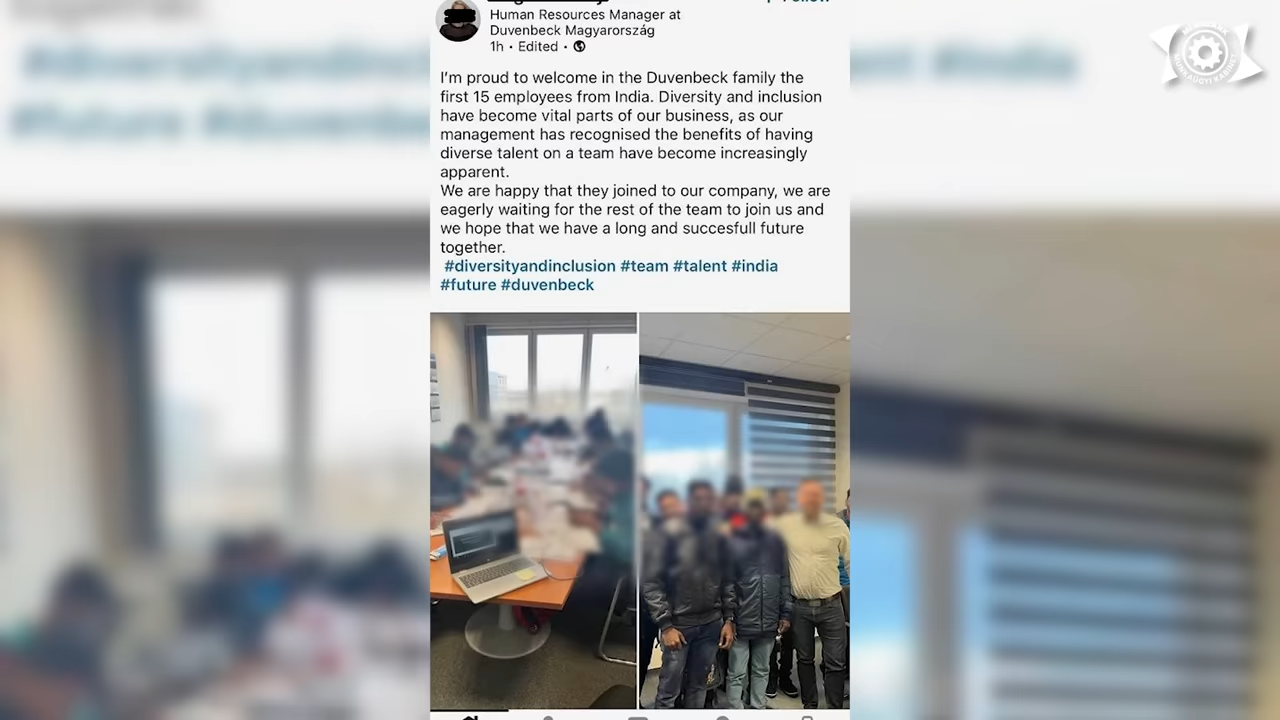 Human Resources Manager at
Duvenbeck Magyarország
1h • Edited •
I'm proud to welcome in the Duvenbeck family the
first 15 employees from India. Diversity and inclusion
have become vital parts of our business, as our
management has recognised the benefits of having
diverse talent on a team have become increasingly
apparent.
We are happy that they joined to our company, we are
eagerly waiting for the rest of the team to join us and
we hope that we have a long and succesfull future
together.
#diversityandinclusion #team #talent #india
#future #duvenbeck